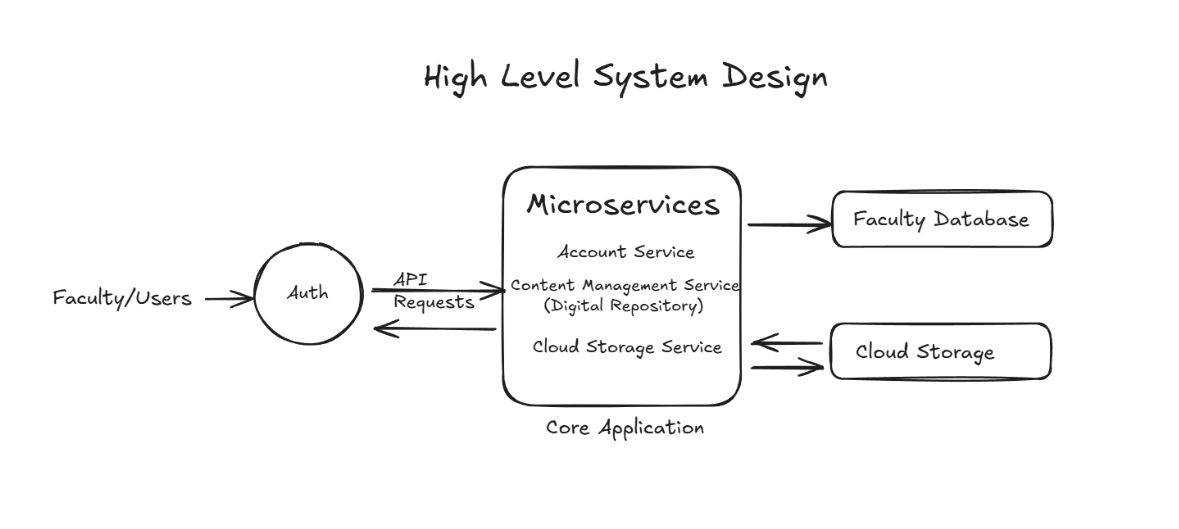 High Level System Design
Microservices
Account Service
Content Management Service
(Digital Repository)
Cloud Storage Service
Core Application
Faculty/Users
Auth
API
Requests
Faculty Database
Cloud Storage